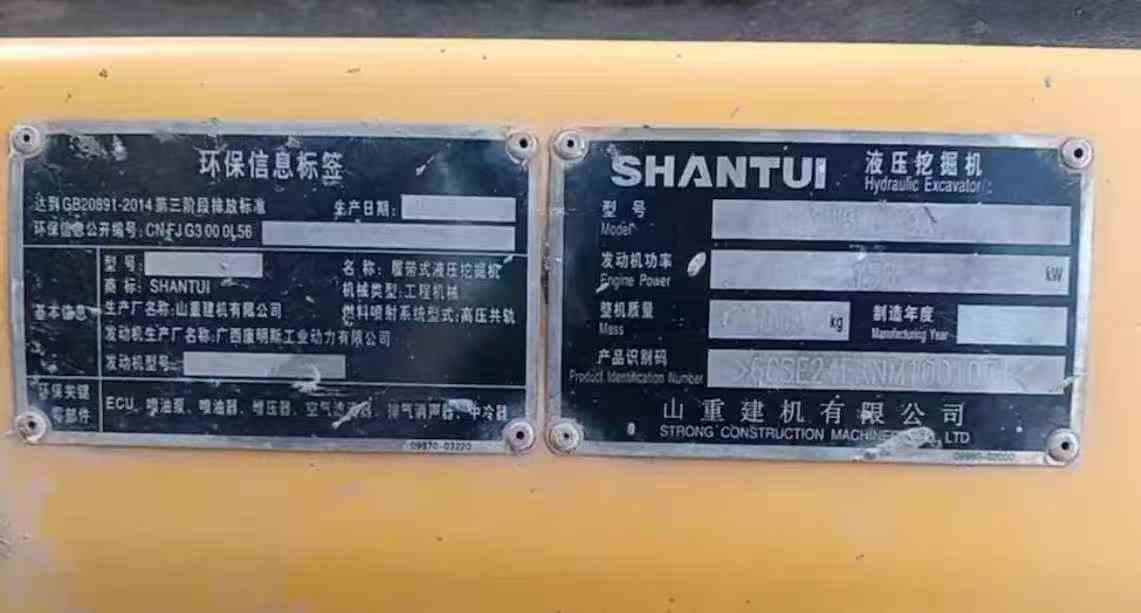 环保信息标签
达到GB20891-2014第三阶段排放标准 生产日期:
环保信息公开编号: CN FJ G3 00 0L56
基本信息
型号: 名称: 履带式液压挖掘机
商标: SHANTUI 机械类型: 工程机械
生产厂名称: 山重建机有限公司 燃料喷射系统型式: 高压共轨
发动机生产厂名称: 广西康明斯工业动力有限公司
发动机型号:
环保关键
零部件
ECU、喷油泵、喷油器、增压器、空气滤清器、排气消声器、中冷器
09870-03220
SHANTUI 液压挖掘机
Hydraulic Excavator
型号
Model
发动机功率
Engine Power kW
整机质量 制造年度
Mass kg Manufacturing Year
产品识别码
Product Identification Number
山重建机有限公司
STRONG CONSTRUCTION MACHINERY CO., LTD